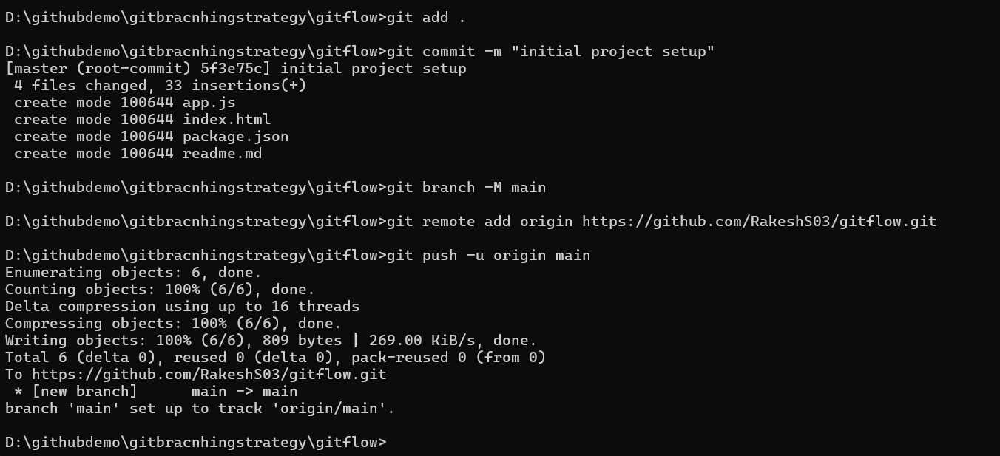 D:\githubdemo\gitbracnhingstrategy\gitflow>git add .
D:\githubdemo\gitbracnhingstrategy\gitflow>git commit -m "initial project setup"
[master (root-commit) 5f3e75c] initial project setup
 4 files changed, 33 insertions(+)
 create mode 100644 app.js
 create mode 100644 index.html
 create mode 100644 package.json
 create mode 100644 readme.md
D:\githubdemo\gitbracnhingstrategy\gitflow>git branch -M main
D:\githubdemo\gitbracnhingstrategy\gitflow>git remote add origin https://github.com/RakeshS03/gitflow.git
D:\githubdemo\gitbracnhingstrategy\gitflow>git push -u origin main
Enumerating objects: 6, done.
Counting objects: 100% (6/6), done.
Delta compression using up to 16 threads
Compressing objects: 100% (6/6), done.
Writing objects: 100% (6/6), 809 bytes | 269.00 KiB/s, done.
Total 6 (delta 0), reused 0 (delta 0), pack-reused 0 (from 0)
To https://github.com/RakeshS03/gitflow.git
 * [new branch]      main -> main
branch 'main' set up to track 'origin/main'.
D:\githubdemo\gitbracnhingstrategy\gitflow>